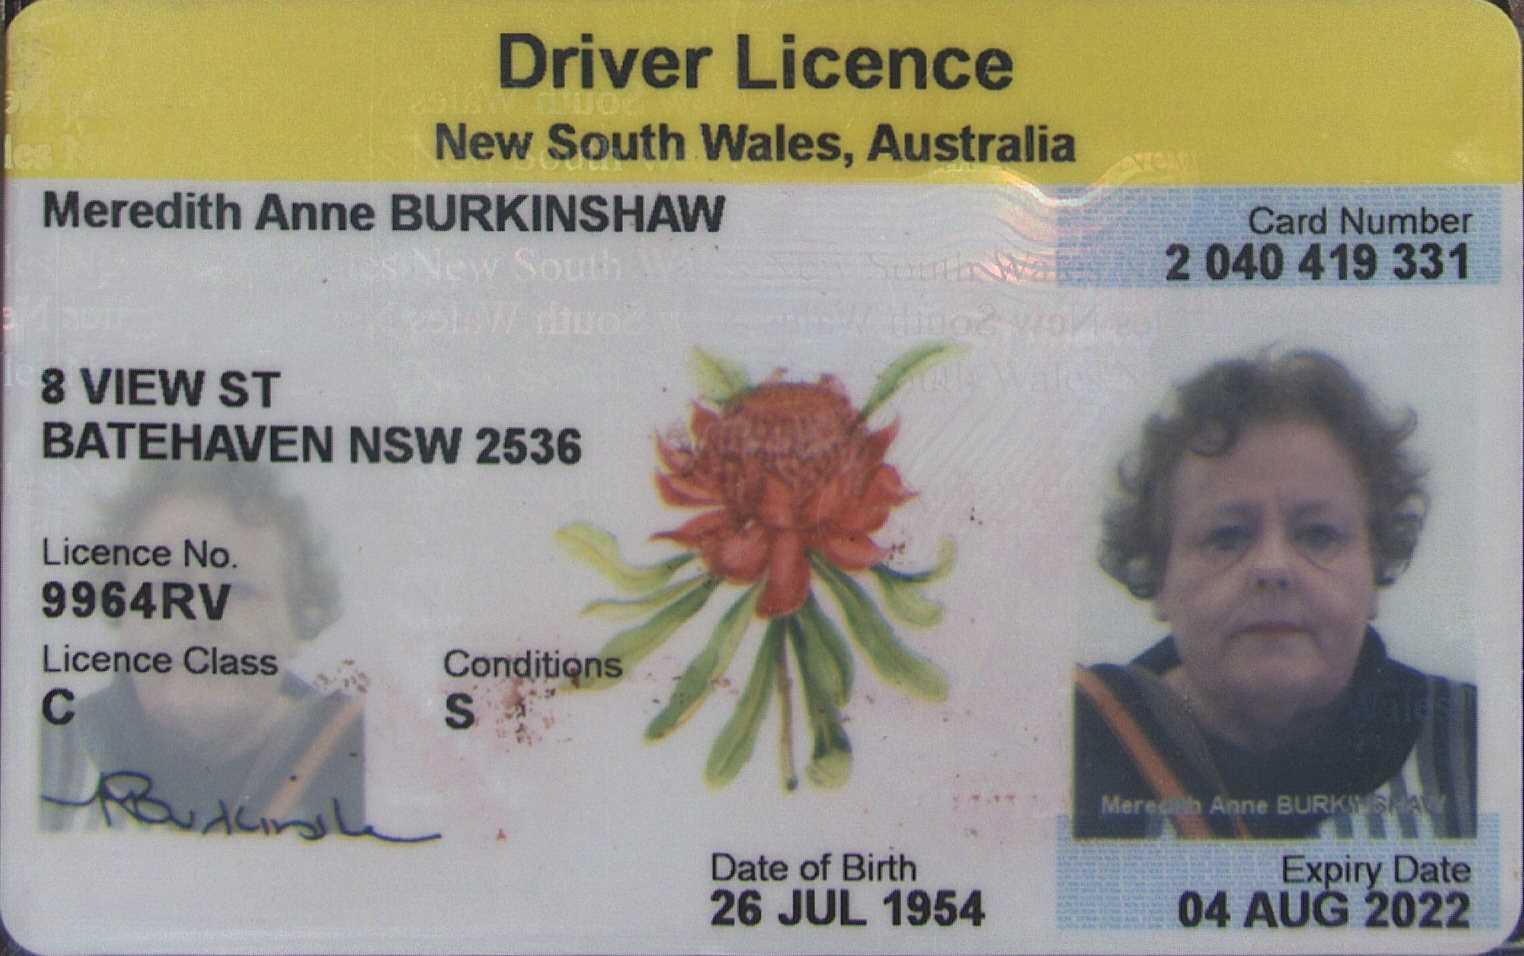 Driver Licence
New South Wales, Australia
Meredith Anne BURKINSHAW
Card Number
2 040 419 331
8 VIEW ST
BATEHAVEN NSW 2536
Licence No.
9964RV
Licence Class
C
Conditions
S
Meredith Anne BURKINSHAW
Date of Birth
26 JUL 1954
Expiry Date
04 AUG 2022